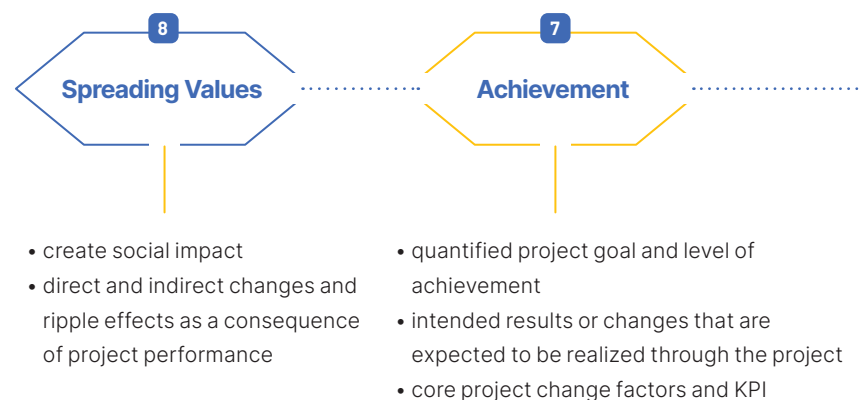 8
Spreading Values
• create social impact
• direct and indirect changes and
ripple effects as a consequence
of project performance
7
Achievement
• quantified project goal and level of
achievement
• intended results or changes that are
expected to be realized through the project
• core project change factors and KPI